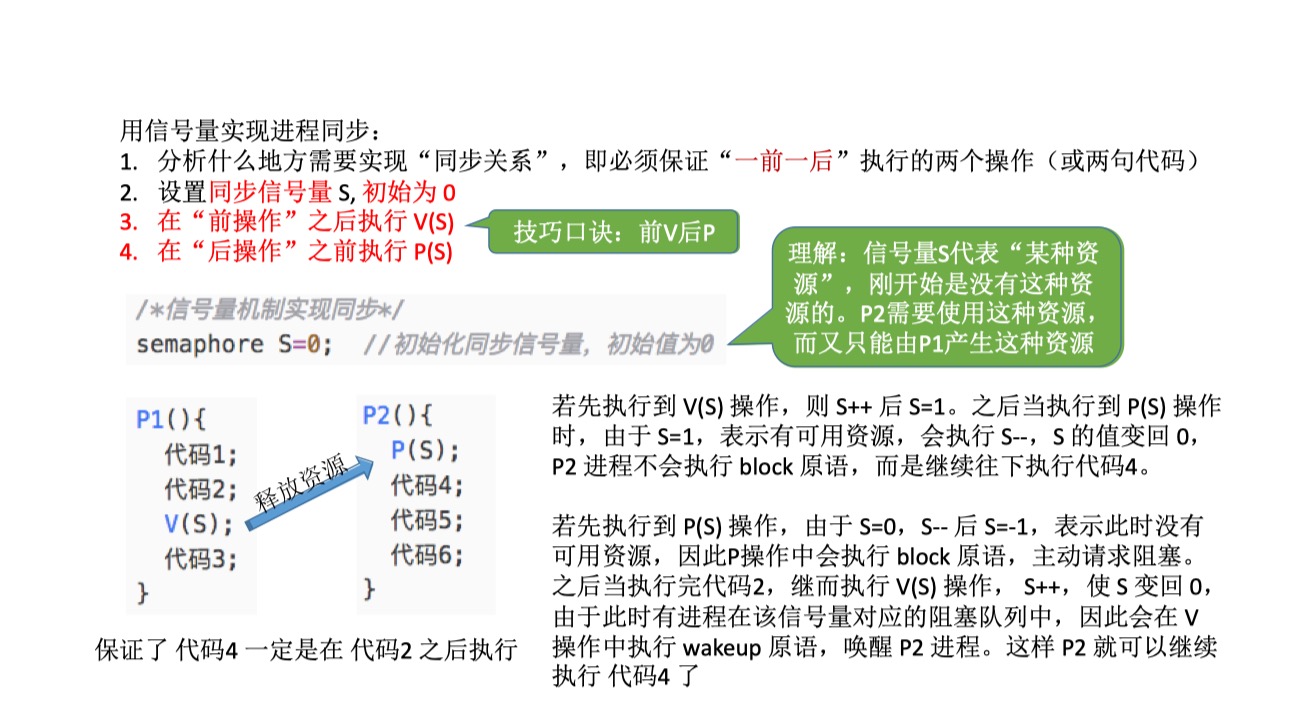 用信号量实现进程同步：
1. 分析什么地方需要实现“同步关系”，即必须保证“一前一后”执行的两个操作（或两句代码）
2. 设置同步信号量 S, 初始为 0
3. 在“前操作”之后执行 V(S)
4. 在“后操作”之前执行 P(S)
技巧口诀：前V后P
理解：信号量S代表“某种资
源”，刚开始是没有这种资
源的。P2需要使用这种资源，
而又只能由P1产生这种资源
/*信号量机制实现同步*/
semaphore S=0; //初始化同步信号量，初始值为0
P1(){
代码1;
代码2;
V(S);
代码3;
}
释放资源
P2(){
P(S);
代码4;
代码5;
代码6;
}
保证了 代码4 一定是在 代码2 之后执行
若先执行到 V(S) 操作，则 S++ 后 S=1。之后当执行到 P(S) 操作
时，由于 S=1，表示有可用资源，会执行 S--，S 的值变回 0，
P2 进程不会执行 block 原语，而是继续往下执行代码4。
若先执行到 P(S) 操作，由于 S=0，S-- 后 S=-1，表示此时没有
可用资源，因此P操作中会执行 block 原语，主动请求阻塞。
之后当执行完代码2，继而执行 V(S) 操作， S++，使 S 变回 0，
由于此时有进程在该信号量对应的阻塞队列中，因此会在 V
操作中执行 wakeup 原语，唤醒 P2 进程。这样 P2 就可以继续
执行 代码4 了